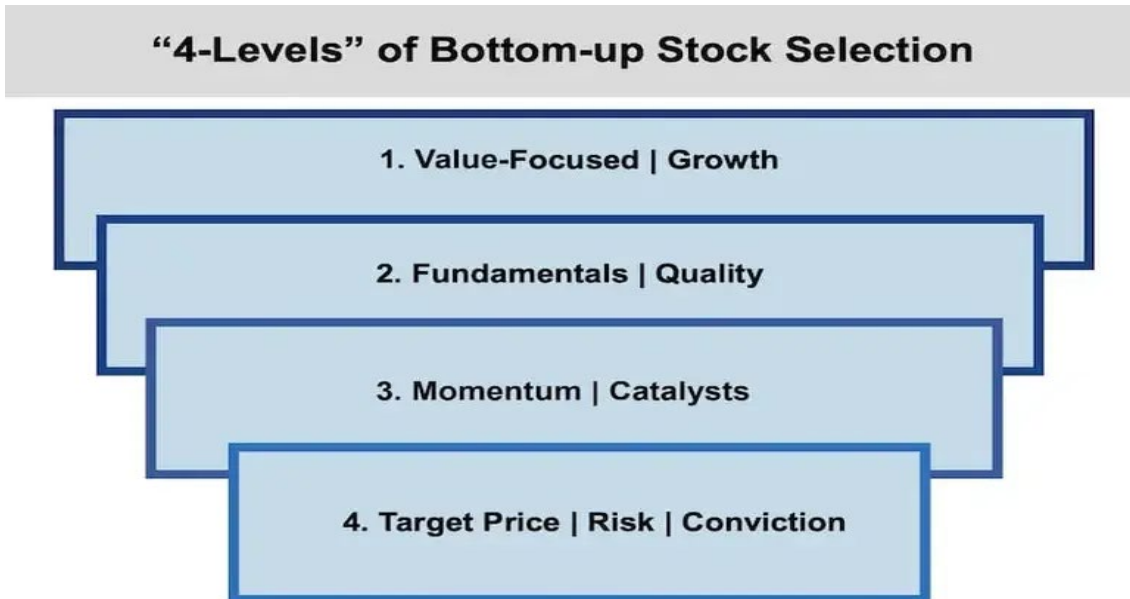 “4-Levels” of Bottom-up Stock Selection
1. Value-Focused | Growth
2. Fundamentals | Quality
3. Momentum | Catalysts
4. Target Price | Risk | Conviction